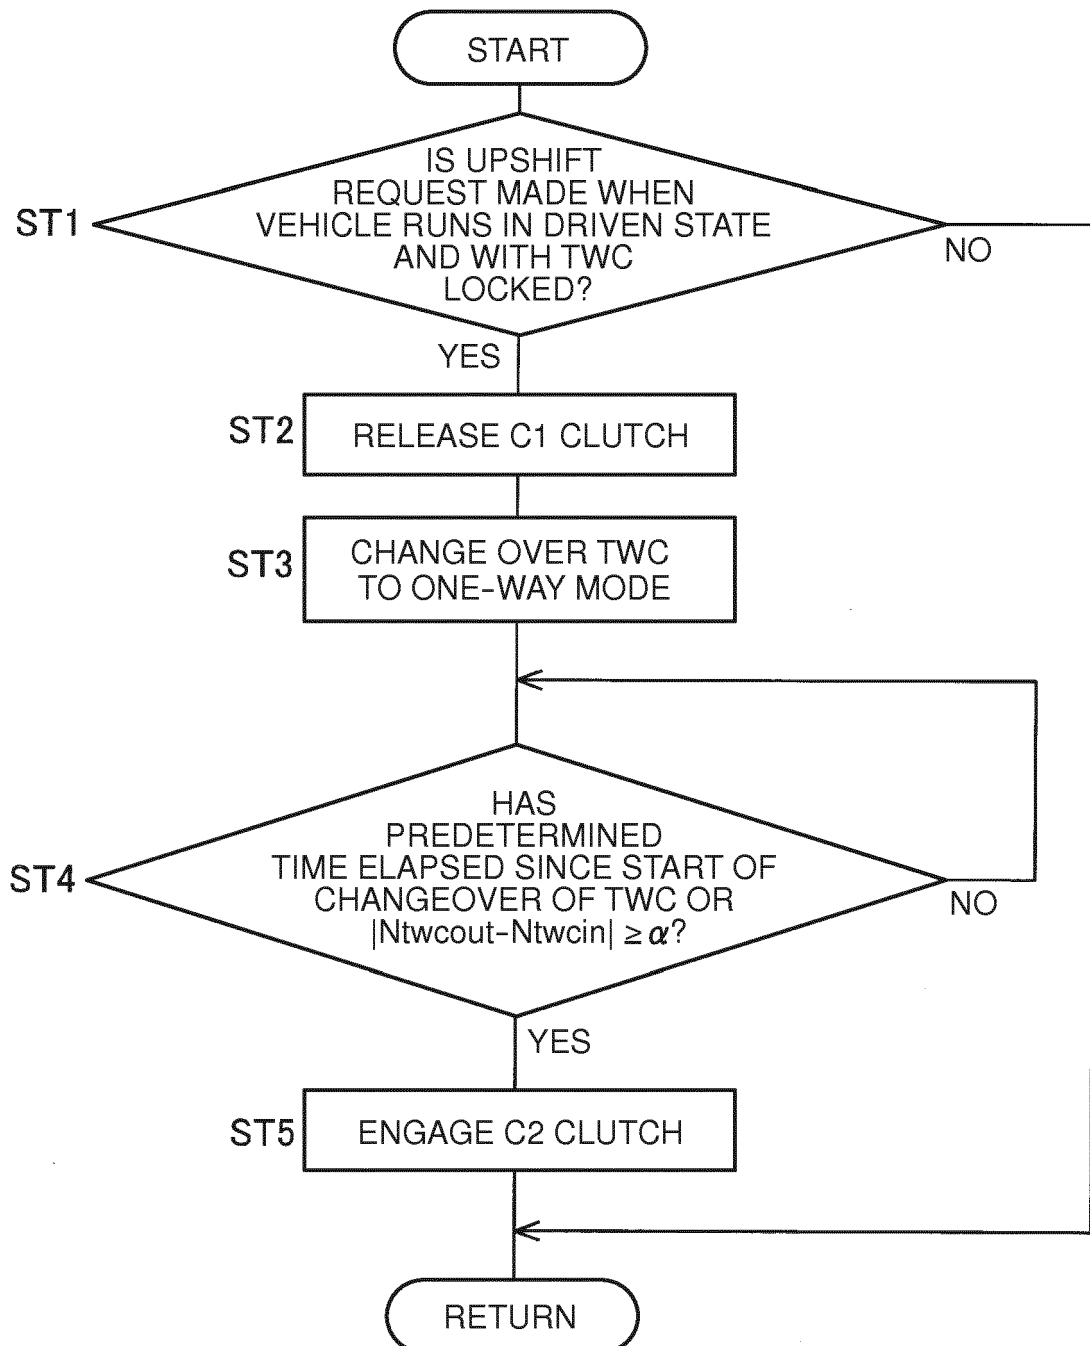 START
IS UPSHIFT
REQUEST MADE WHEN
VEHICLE RUNS IN DRIVEN STATE
AND WITH TWC
LOCKED?
ST1
NO
YES
ST2
RELEASE C1 CLUTCH
ST3
CHANGE OVER TWC
TO ONE-WAY MODE
HAS
PREDETERMINED
TIME ELAPSED SINCE START OF
CHANGEOVER OF TWC OR
|Ntwcout-Ntwcin| ≥ α?
ST4
NO
YES
ST5
ENGAGE C2 CLUTCH
RETURN